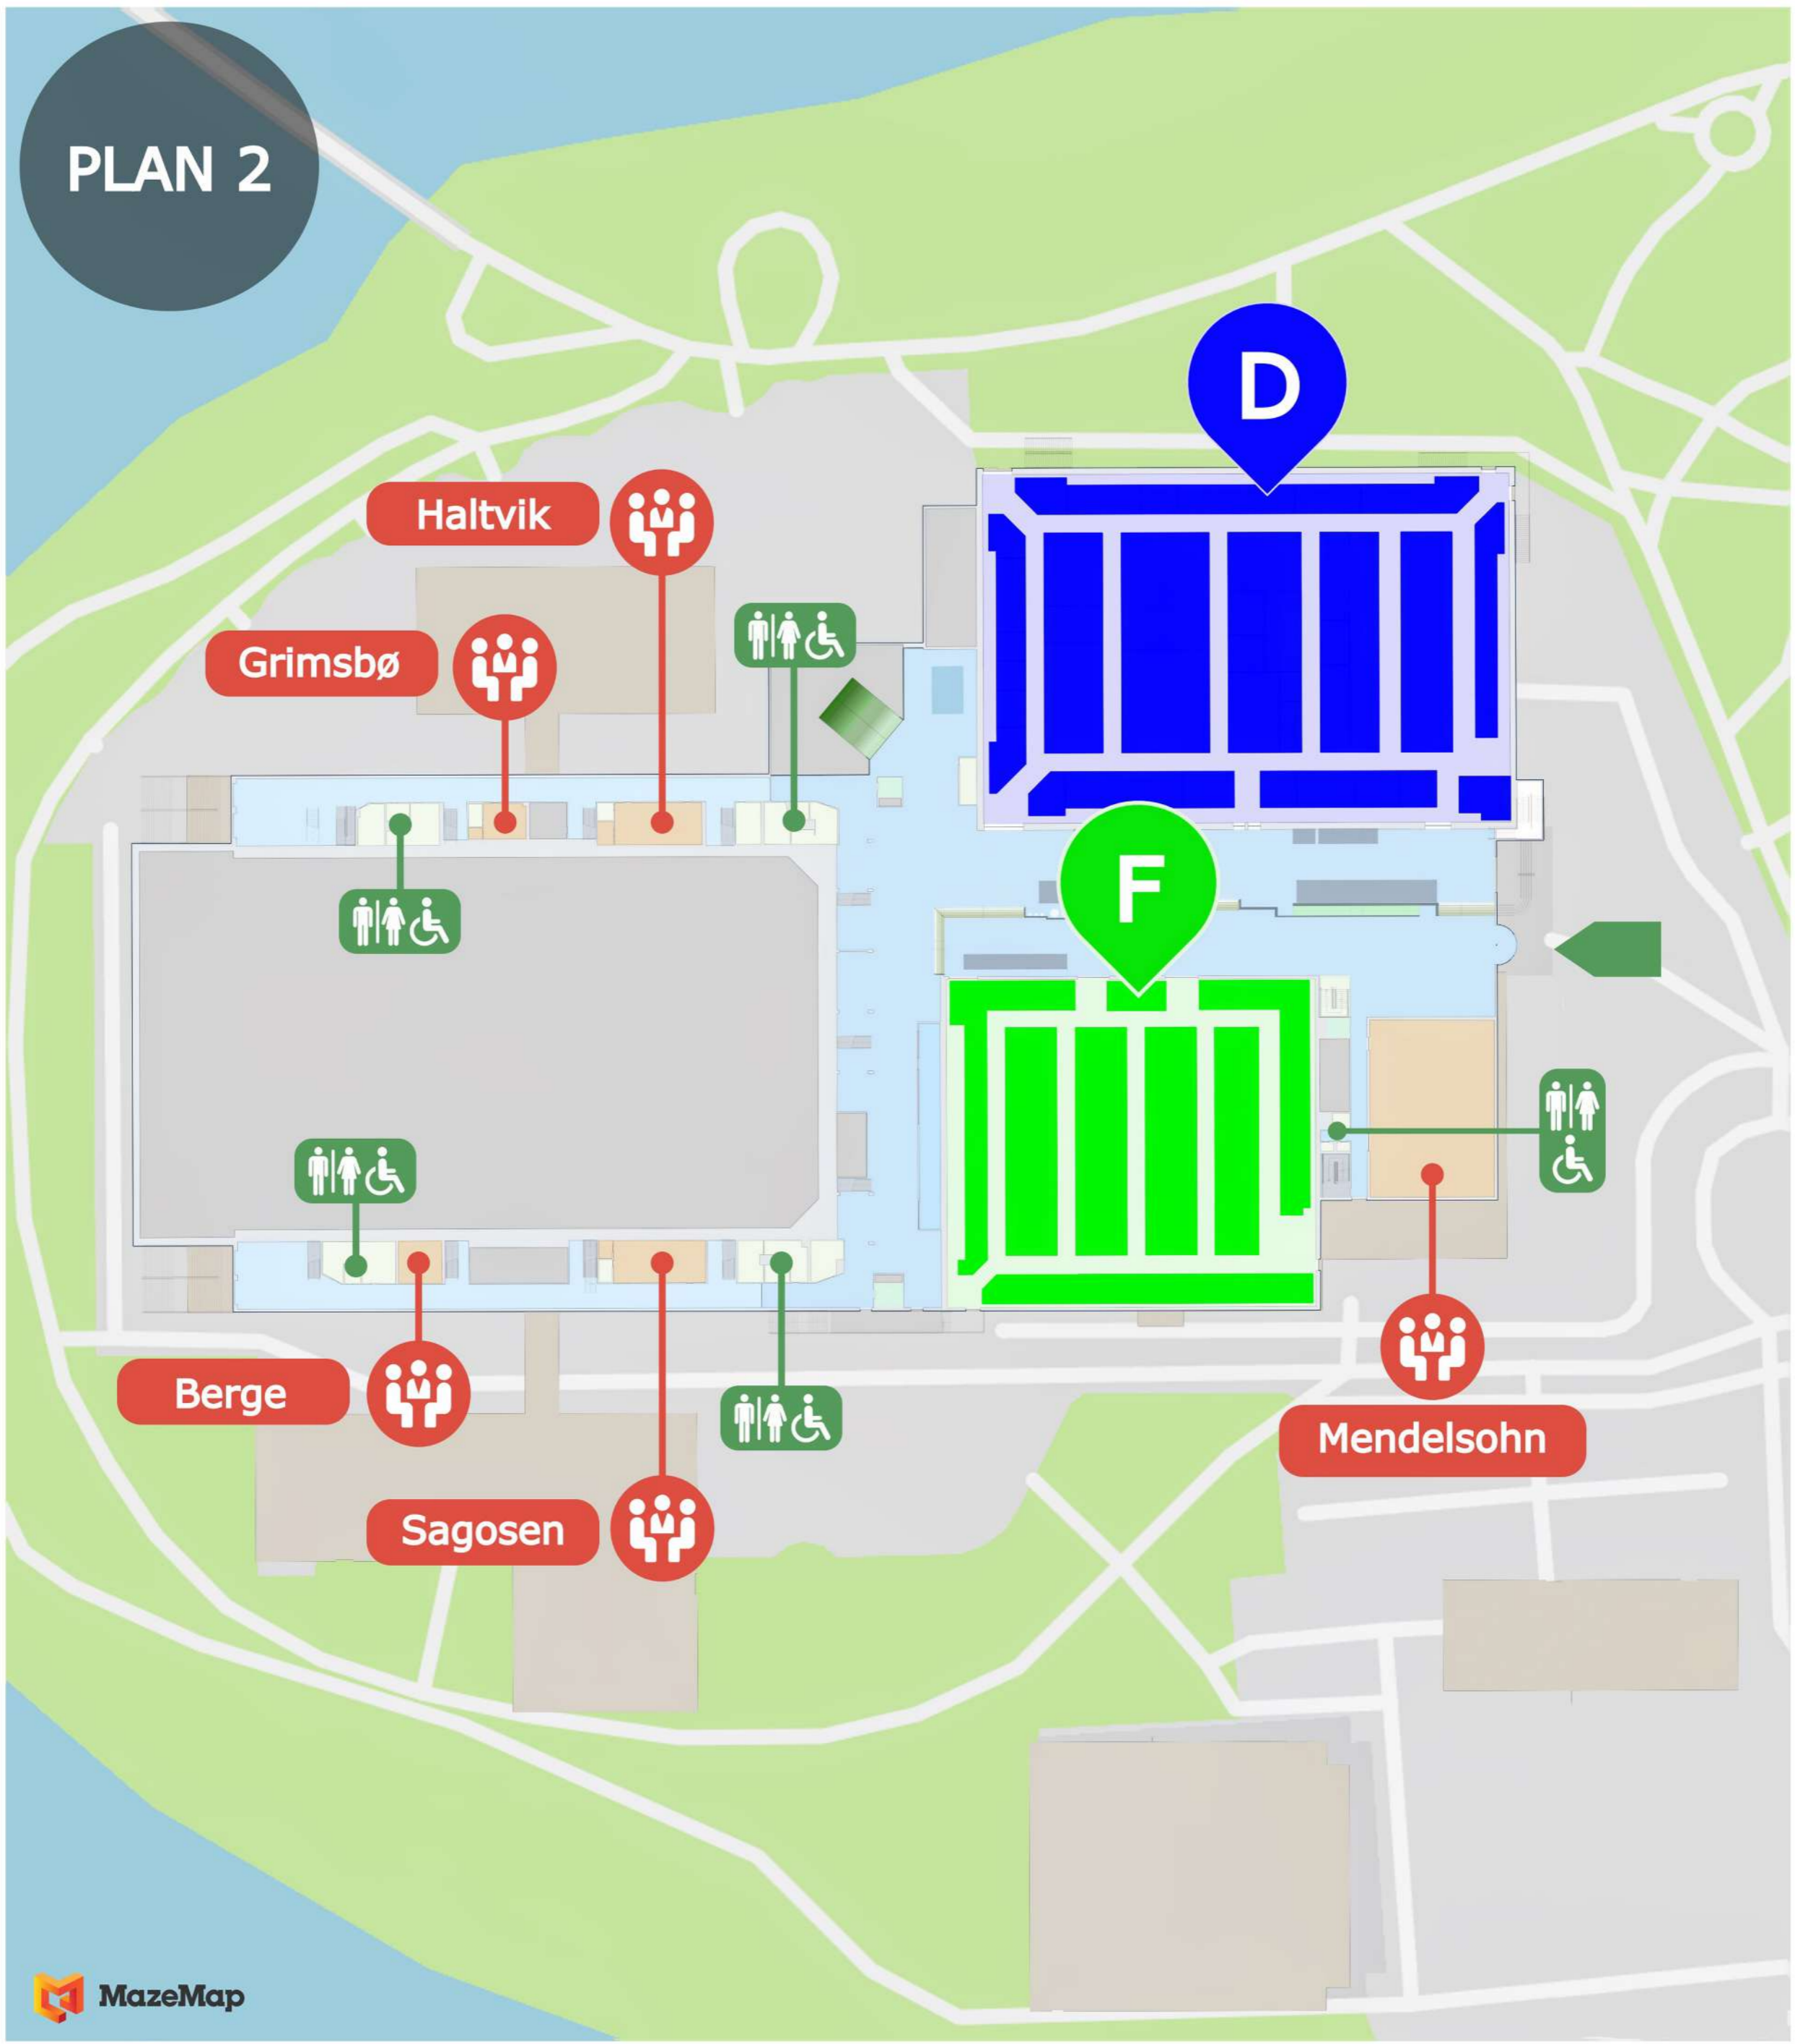 PLAN 2
D
Haltvik
Grimsbø
F
Berge
Mendelsohn
Sagosen
MazeMap